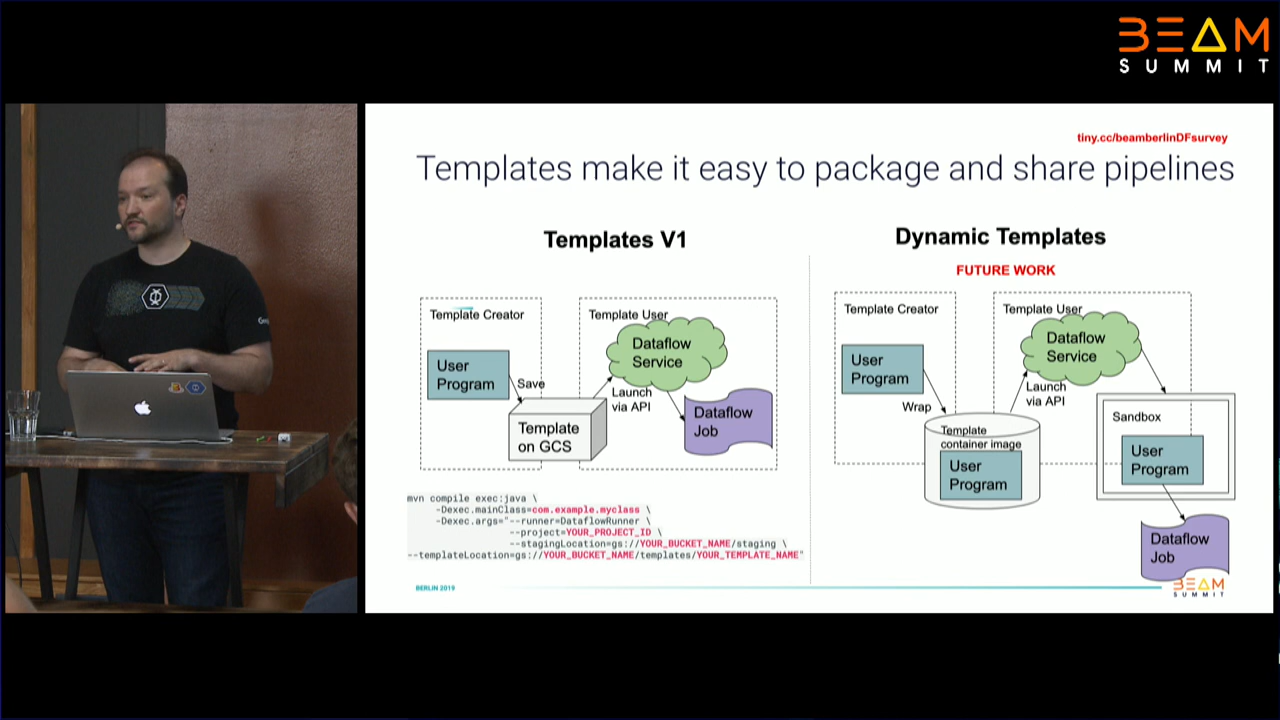 BEAM
SUMMIT
tiny.cc/beamberlinDFsurvey
Templates make it easy to package and share pipelines
Templates V1
Template Creator
Template User
User
Program
Save
Dataflow
Service
Launch
via API
Template
on GCS
Dataflow
Job
mvn compile exec:java \
-Dexec.mainClass=com.example.myclass \
-Dexec.args="--runner=DataflowRunner \
--project=YOUR_PROJECT_ID \
--stagingLocation=gs://YOUR_BUCKET_NAME/staging \
--templateLocation=gs://YOUR_BUCKET_NAME/templates/YOUR_TEMPLATE_NAME"
Dynamic Templates
FUTURE WORK
Template Creator
Template User
User
Program
Wrap
Dataflow
Service
Launch
via API
Template
container image
User
Program
Sandbox
User
Program
Dataflow
Job
BERLIN 2019
BEAM
SUMMIT